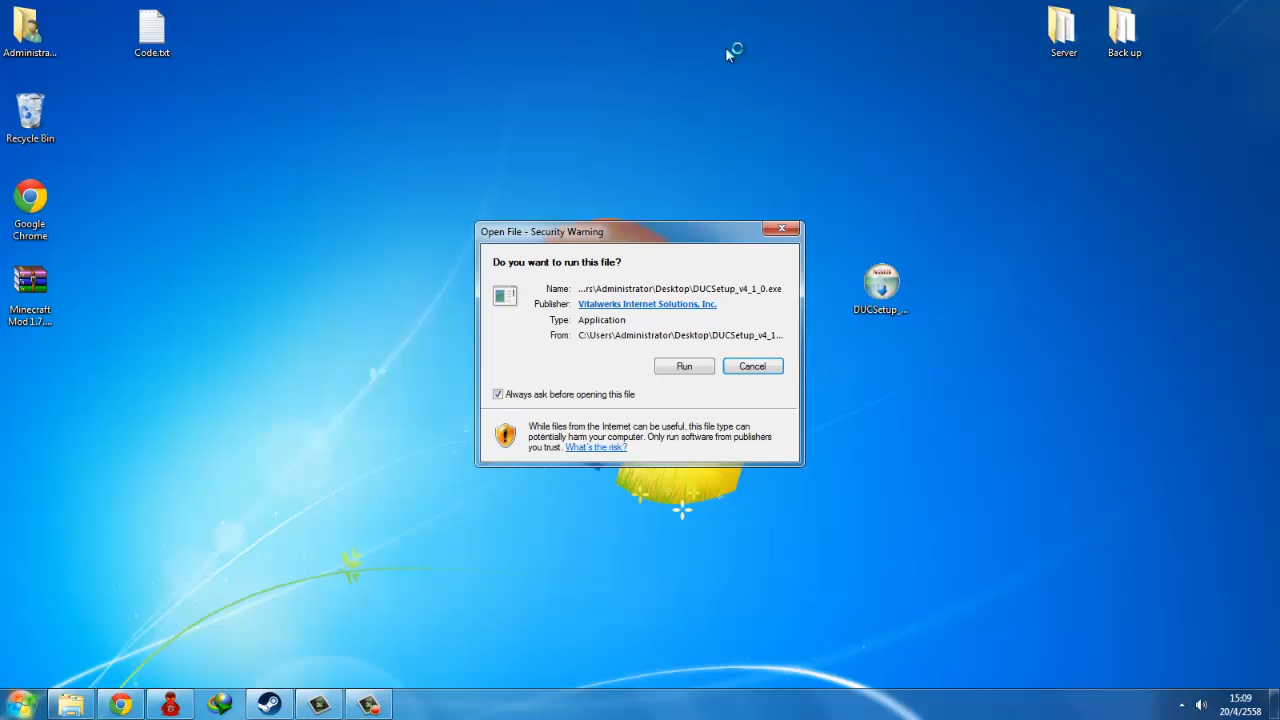 Administra...
Code.txt
Server
Back up
Recycle Bin
Google
Chrome
Minecraft
Mod 1.7....
Open File - Security Warning
Do you want to run this file?
Name: ...rs\Administrator\Desktop\DUCSetup_v4_1_0.exe
Publisher: Vitalwerks Internet Solutions, Inc.
Type: Application
From: C:\Users\Administrator\Desktop\DUCSetup_v4_1...
Run
Cancel
Always ask before opening this file
While files from the Internet can be useful, this file type can
potentially harm your computer. Only run software from publishers
you trust. What's the risk?
DUCSetup_...
15:09
20/4/2558